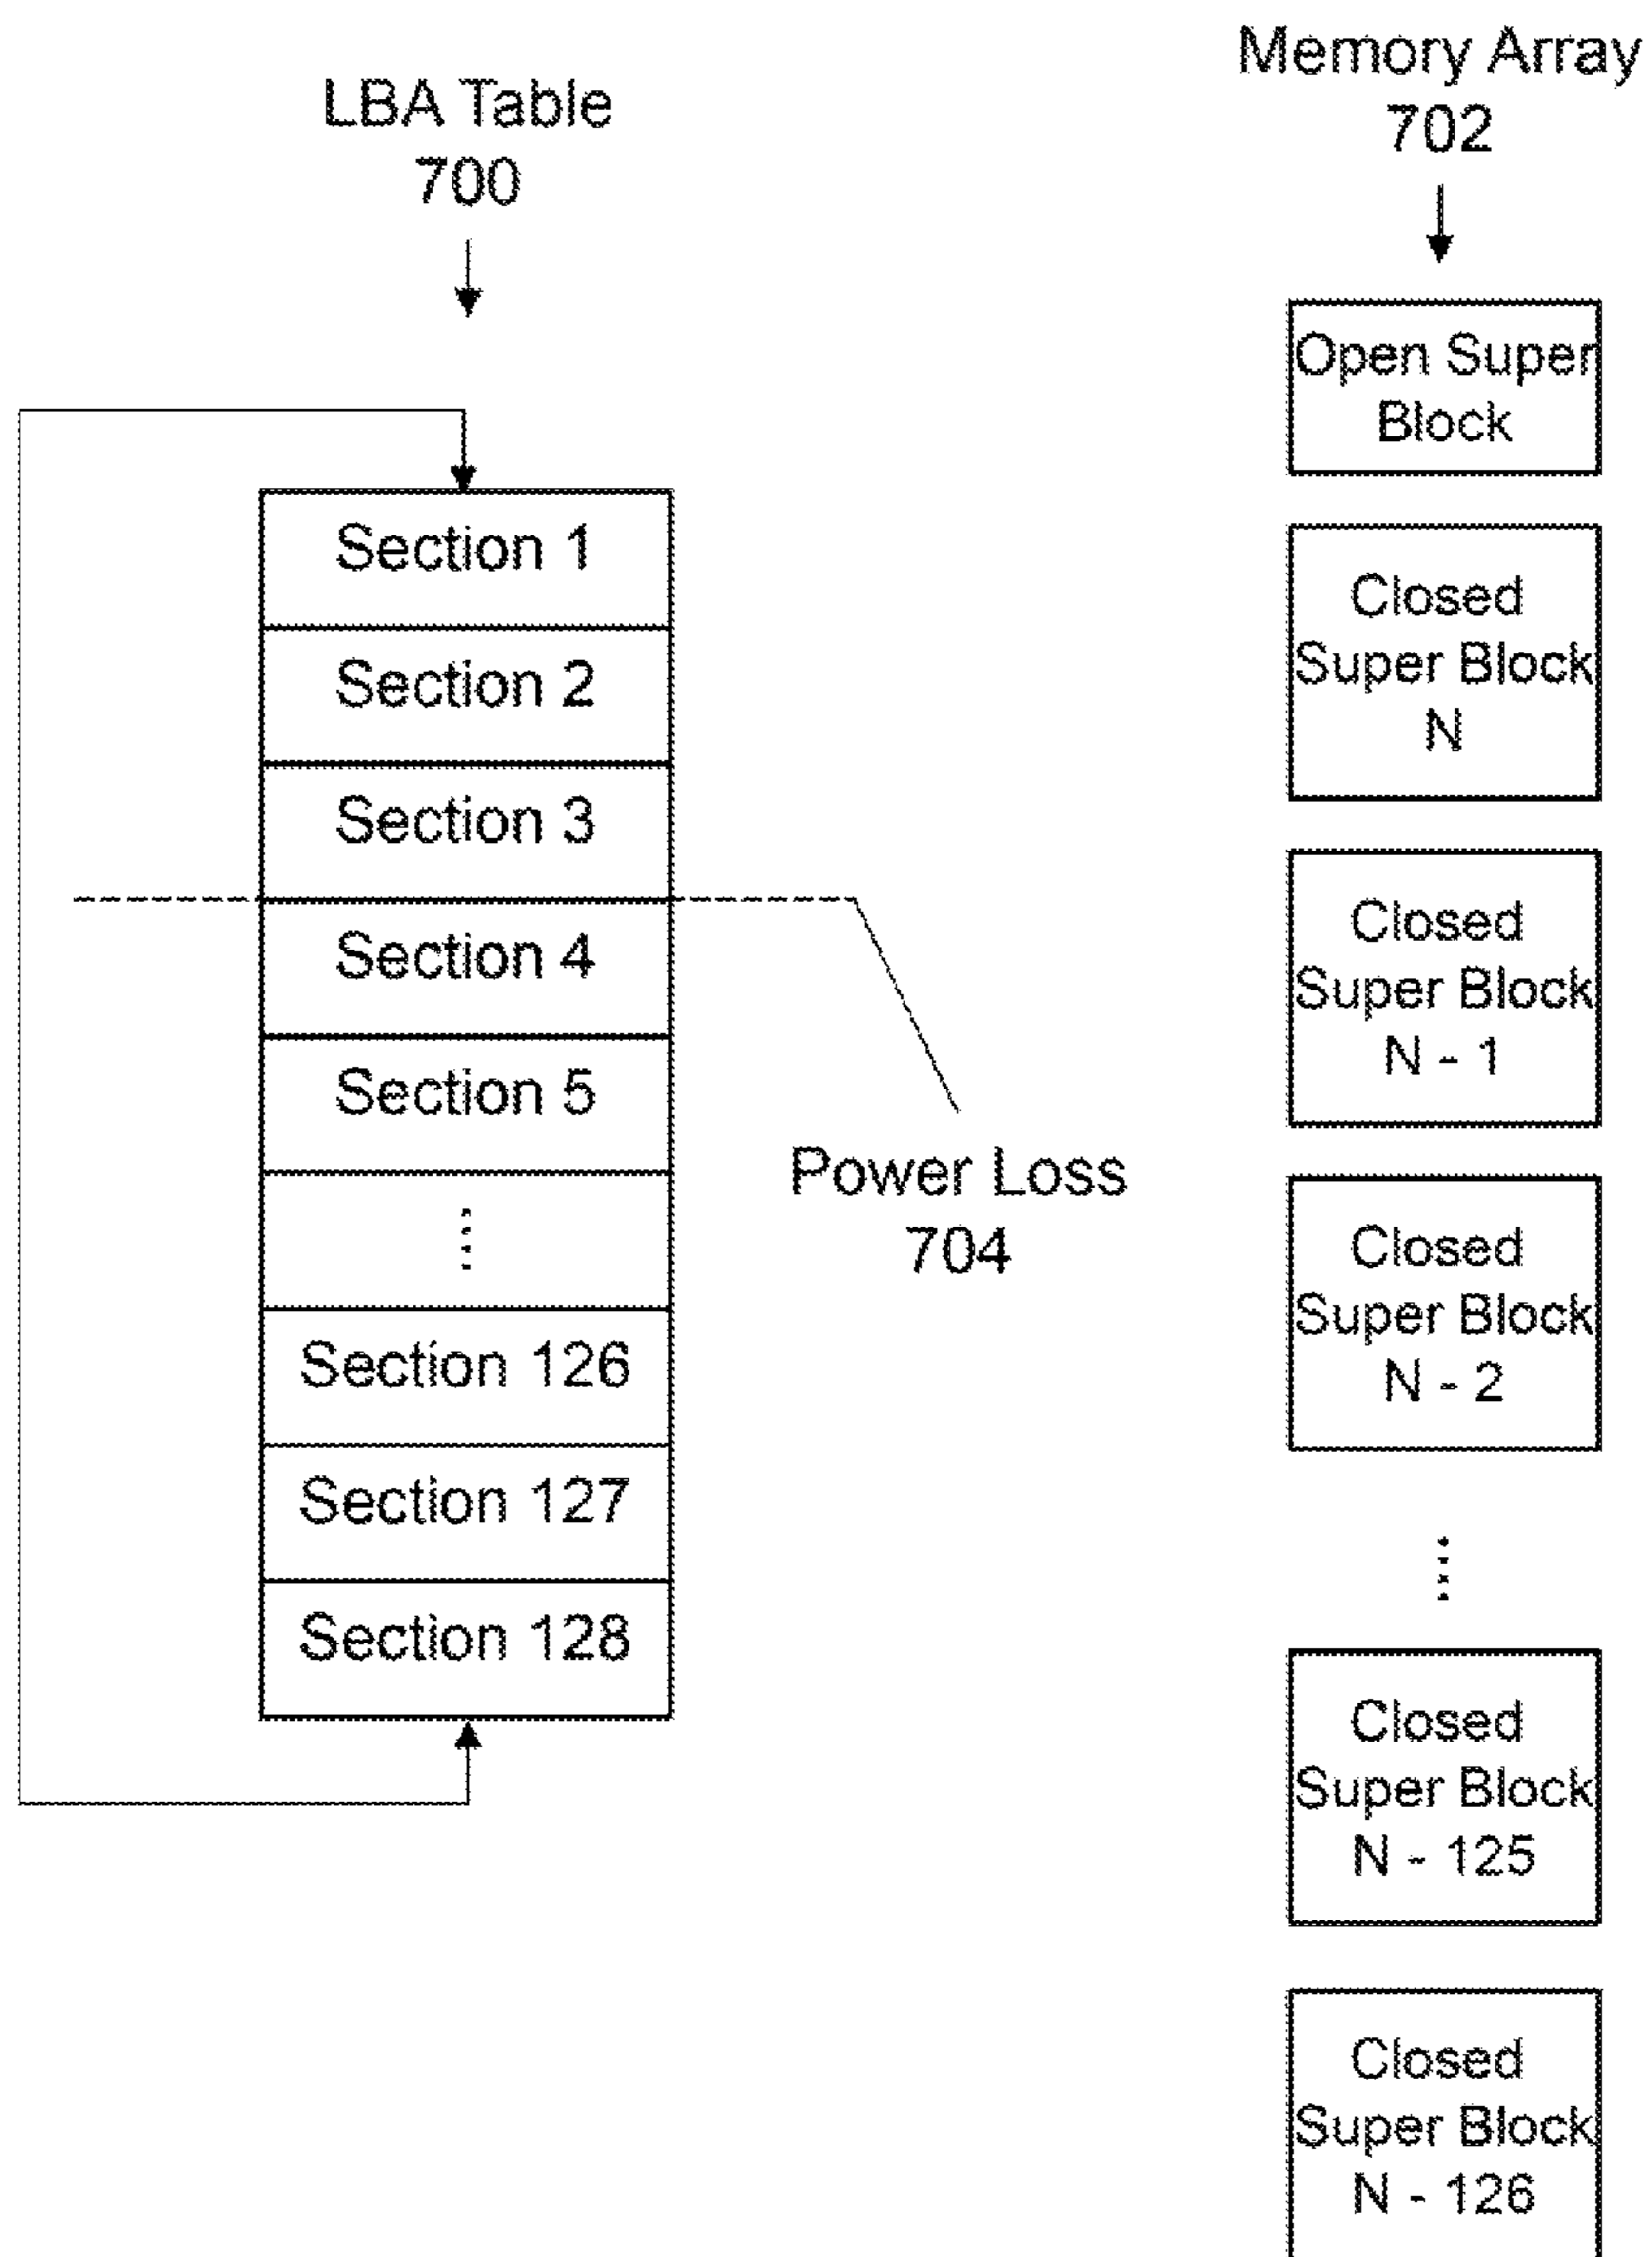 LBA Table
700
Memory Array
702
Section 1
Section 2
Section 3
Section 4
Section 5
⋮
Section 126
Section 127
Section 128
Power Loss
704
Open Super
Block
Closed
Super Block
N
Closed
Super Block
N - 1
Closed
Super Block
N - 2
⋮
Closed
Super Block
N - 125
Closed
Super Block
N - 126